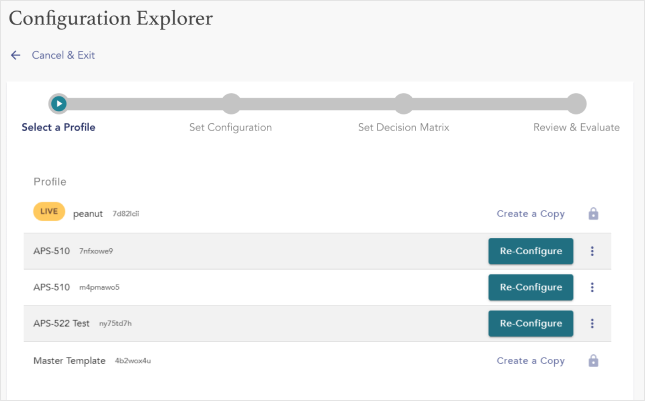 Configuration Explorer
← Cancel & Exit
Select a Profile Set Configuration Set Decision Matrix Review & Evaluate
Profile
LIVE peanut 7d82lcli Create a Copy
APS-510 7nfxowe9 Re-Configure
APS-510 m4pmawo5 Re-Configure
APS-522 Test ny75td7h Re-Configure
Master Template 4b2wox4u Create a Copy